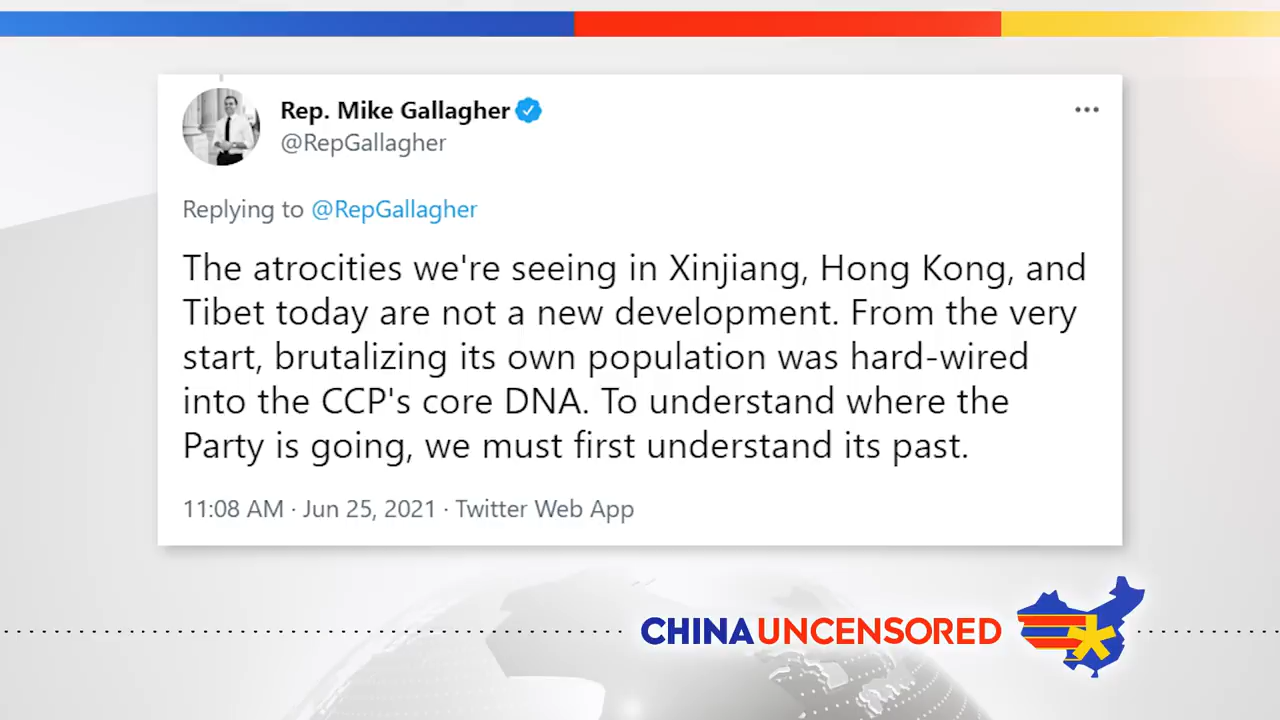 Rep. Mike Gallagher
@RepGallagher
Replying to @RepGallagher
The atrocities we're seeing in Xinjiang, Hong Kong, and
Tibet today are not a new development. From the very
start, brutalizing its own population was hard-wired
into the CCP's core DNA. To understand where the
Party is going, we must first understand its past.
11:08 AM · Jun 25, 2021 · Twitter Web App
CHINA UNCENSORED